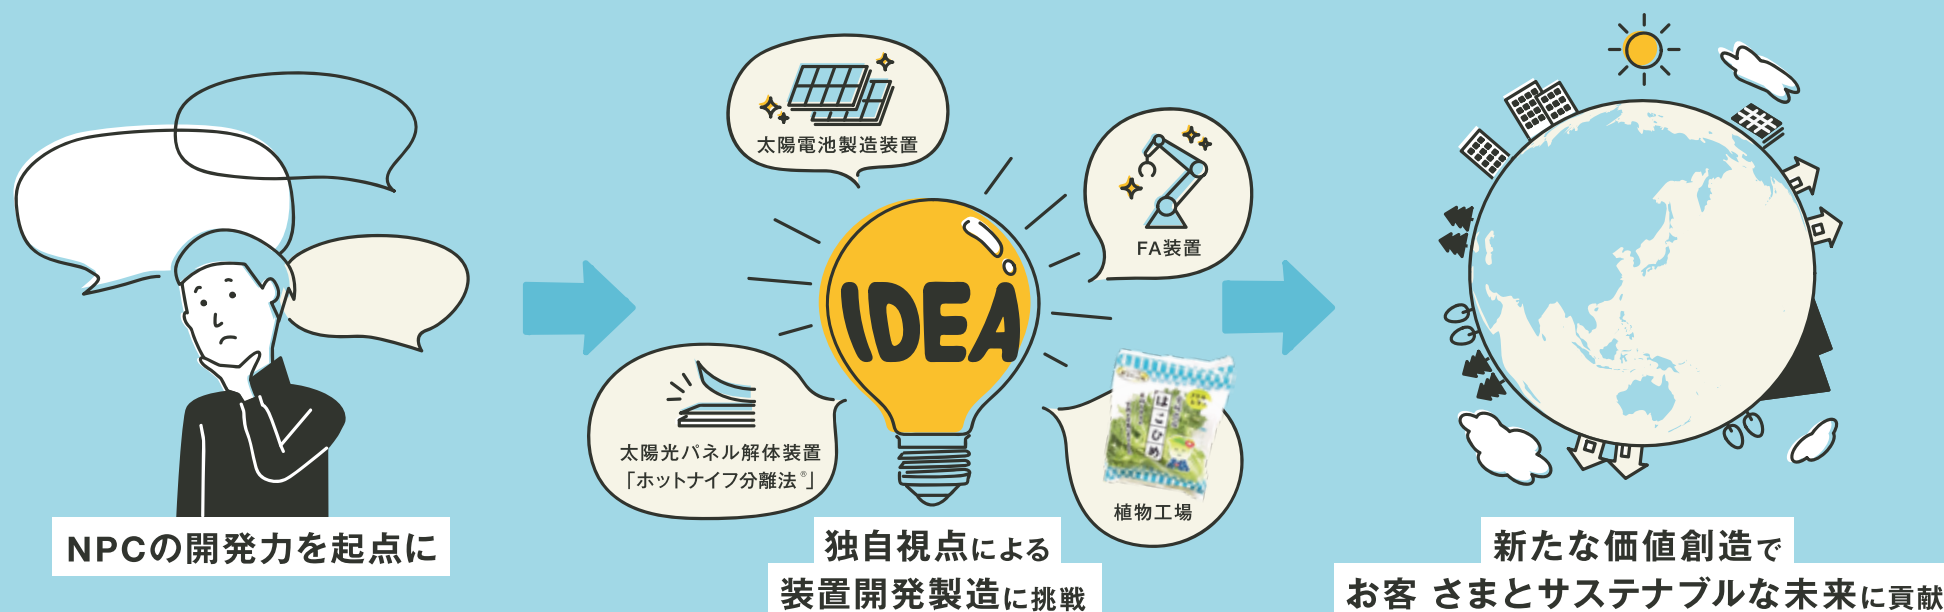 太陽電池製造装置
FA装置
IDEA
太陽光パネル解体装置
「ホットナイフ分離法®」
はこひめ
植物工場
NPCの開発力を起点に
独自視点による
装置開発製造に挑戦
新たな価値創造で
お客 さまとサステナブルな未来に貢献